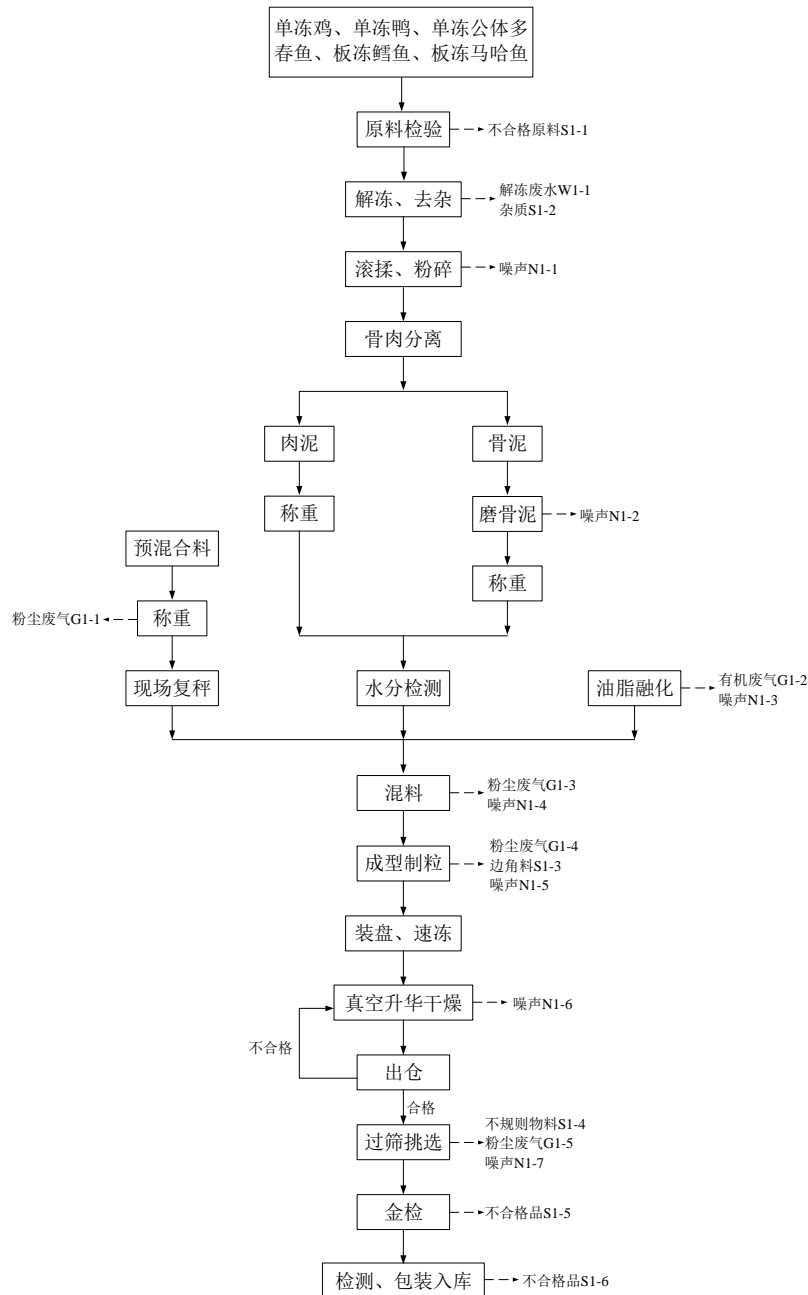 单冻鸡、单冻鸭、单冻公体多
春鱼、板冻鳕鱼、板冻马哈鱼
原料检验
不合格原料S1-1
解冻、去杂
解冻废水W1-1
杂质S1-2
滚揉、粉碎
噪声N1-1
骨肉分离
肉泥
骨泥
称重
磨骨泥
噪声N1-2
预混合料
称重
粉尘废气G1-1
称重
现场复秤
水分检测
油脂融化
有机废气G1-2
噪声N1-3
混料
粉尘废气G1-3
噪声N1-4
成型制粒
粉尘废气G1-4
边角料S1-3
噪声N1-5
装盘、速冻
真空升华干燥
噪声N1-6
不合格
出仓
合格
过筛挑选
不规则物料S1-4
粉尘废气G1-5
噪声N1-7
金检
不合格品S1-5
检测、包装入库
不合格品S1-6